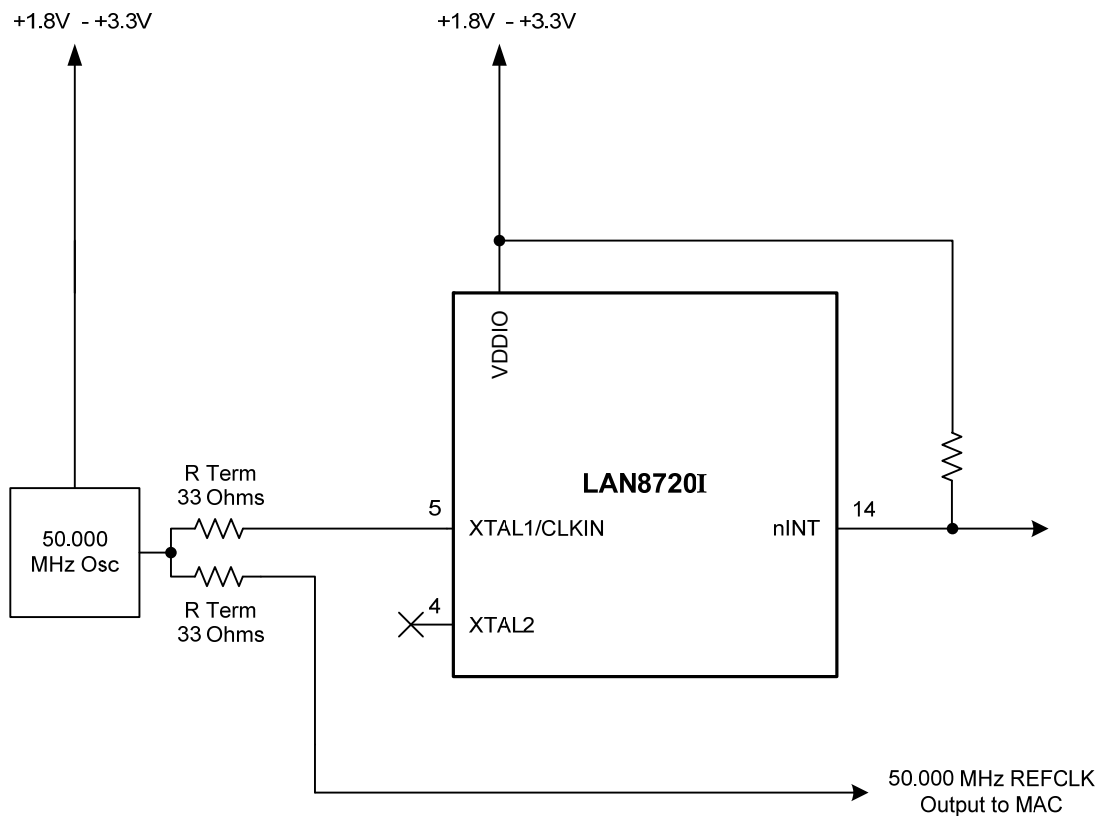 +1.8V - +3.3V
+1.8V - +3.3V
VDDIO
R Term
33 Ohms
LAN8720I
50.000
MHz Osc
5
XTAL1/CLKIN
nINT
14
R Term
33 Ohms
4
XTAL2
50.000 MHz REFCLK
Output to MAC